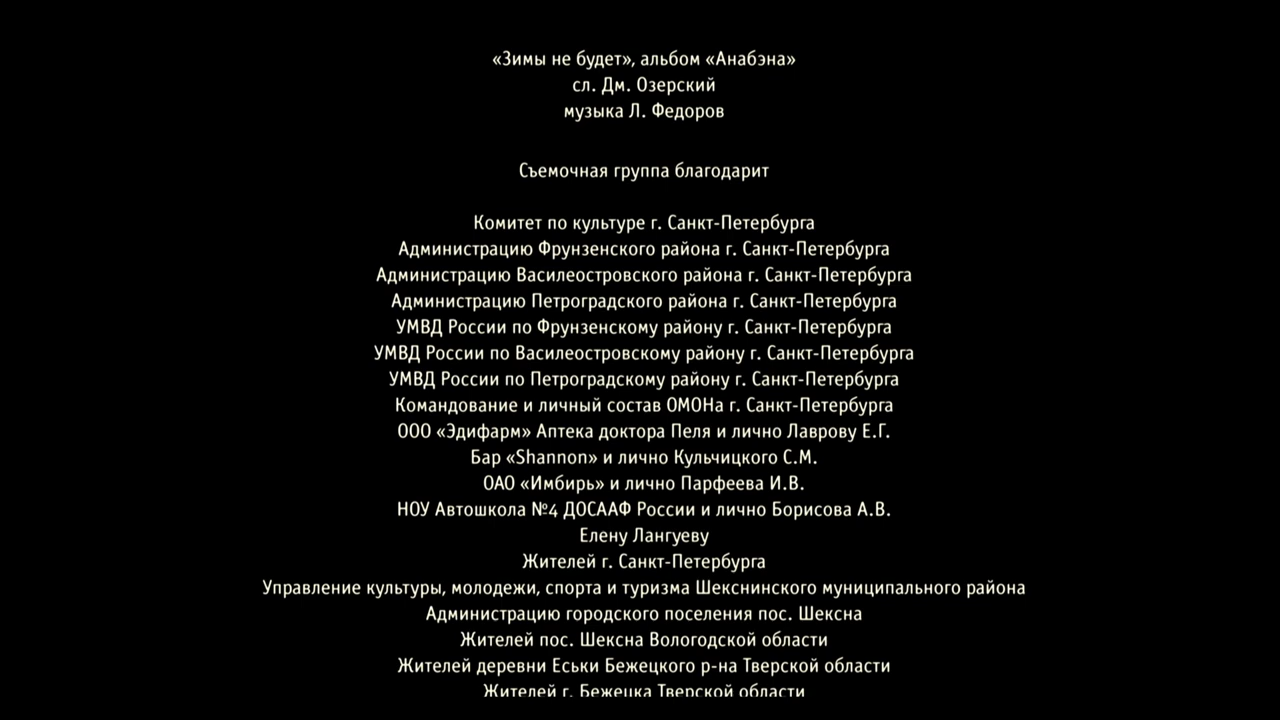 «Зимы не будет», альбом «Анабэна»
сл. Дм. Озерский
музыка Л. Федоров
Съемочная группа благодарит
Комитет по культуре г. Санкт-Петербурга
Администрацию Фрунзенского района г. Санкт-Петербурга
Администрацию Василеостровского района г. Санкт-Петербурга
Администрацию Петроградского района г. Санкт-Петербурга
УМВД России по Фрунзенскому району г. Санкт-Петербурга
УМВД России по Василеостровскому району г. Санкт-Петербурга
УМВД России по Петроградскому району г. Санкт-Петербурга
Командование и личный состав ОМОНа г. Санкт-Петербурга
ООО «Эдифарм» Аптека доктора Пеля и лично Лаврову Е.Г.
Бар «Shannon» и лично Кульчицкого С.М.
ОАО «Имбирь» и лично Парфеева И.В.
НОУ Автошкола №4 ДОСААФ России и лично Борисова А.В.
Елену Лангуеву
Жителей г. Санкт-Петербурга
Управление культуры, молодежи, спорта и туризма Шекснинского муниципального района
Администрацию городского поселения пос. Шексна
Жителей пос. Шексна Вологодской области
Жителей деревни Еськи Бежецкого р-на Тверской области
Жителей г. Бежецка Тверской области